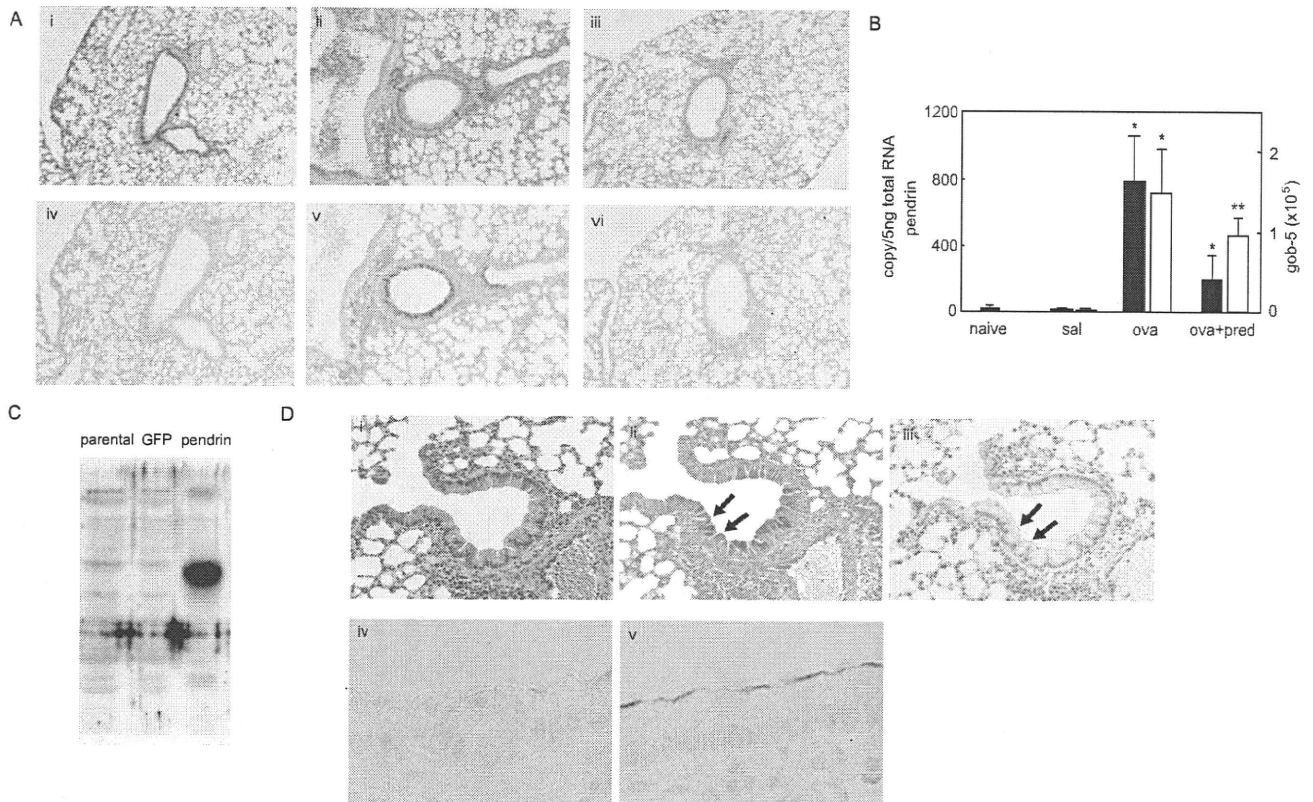 A
i
ii
iii
iv
v
vi
B
copy/5ng total RNA
pendrin
1200
800
400
0
*
*
*
**
2
1
0
gob-5 (x10⁵)
naive
sal
ova
ova+pred
C
parental GFP pendrin
D
i
ii
iii
iv
v